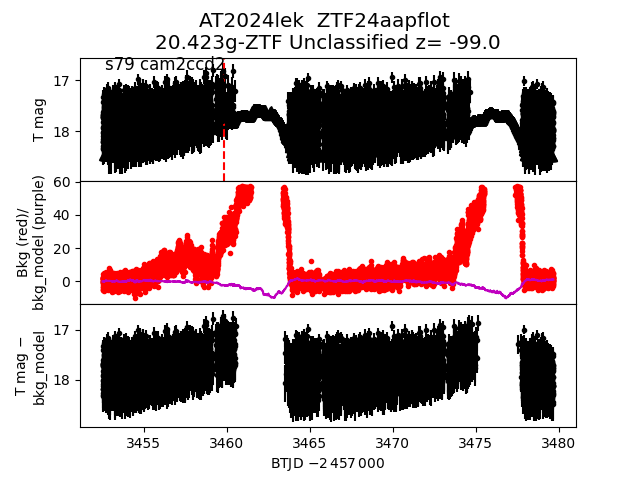 AT2024lek  ZTF24aapflot
20.423g-ZTF Unclassified z= -99.0
s79 cam2ccd2
17
18
T mag
60
40
20
0
Bkg (red)/
bkg_model (purple)
17
18
T mag −
bkg_model
3455 3460 3465 3470 3475 3480
BTJD −2 457 000